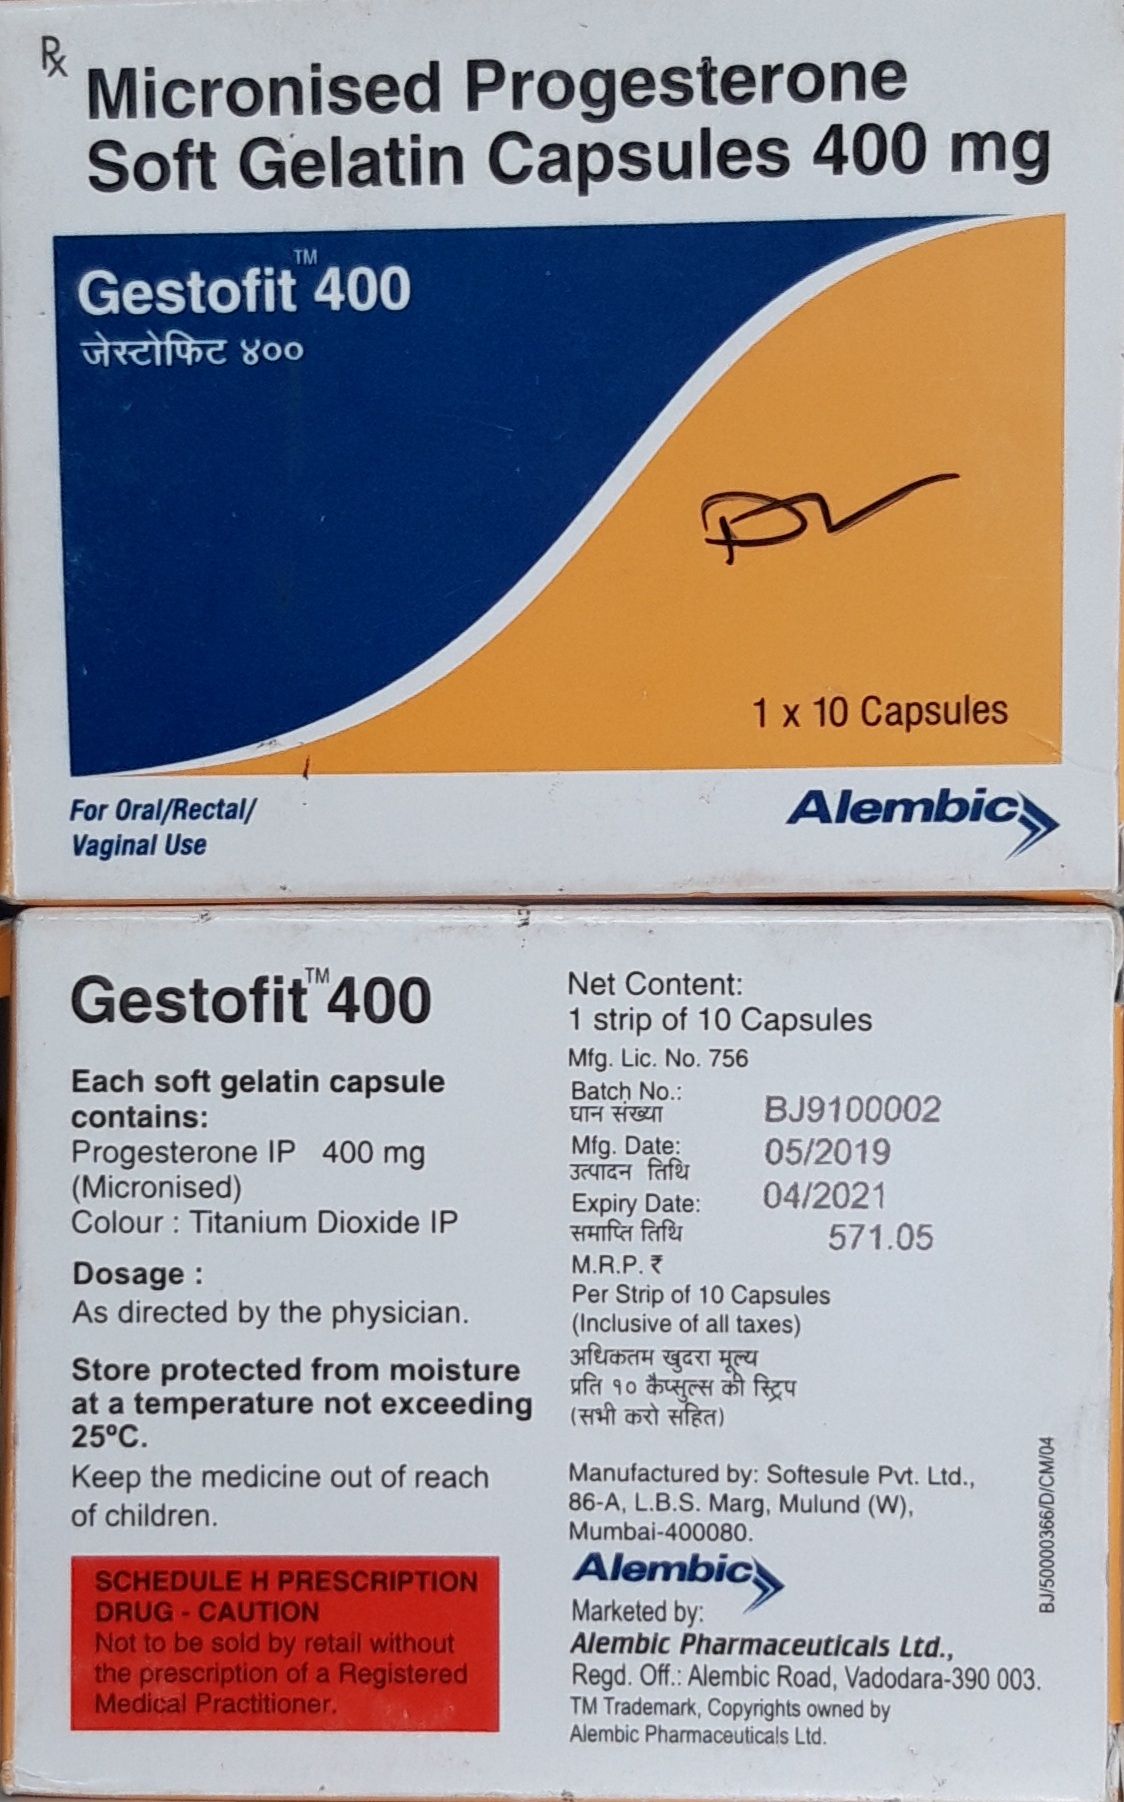 Rx
Micronised Progesterone
Soft Gelatin Capsules 400 mg
Gestofit™ 400
जेस्टोफिट ४००
1 x 10 Capsules
For Oral/Rectal/
Vaginal Use
Alembic
Gestofit™ 400
Each soft gelatin capsule
contains:
Progesterone IP 400 mg
(Micronised)
Colour : Titanium Dioxide IP
Dosage :
As directed by the physician.
Store protected from moisture
at a temperature not exceeding
25ºC.
Keep the medicine out of reach
of children.
SCHEDULE H PRESCRIPTION
DRUG - CAUTION
Not to be sold by retail without
the prescription of a Registered
Medical Practitioner.
Net Content:
1 strip of 10 Capsules
Mfg. Lic. No. 756
Batch No.: BJ9100002
घान संख्या
Mfg. Date: 05/2019
उत्पादन तिथि
Expiry Date: 04/2021
समाप्ति तिथि
571.05
M.R.P. ₹
Per Strip of 10 Capsules
(Inclusive of all taxes)
अधिकतम खुदरा मूल्य
प्रति १० कैप्सुल्स की स्ट्रिप
(सभी करो सहित)
Manufactured by: Softesule Pvt. Ltd.,
86-A, L.B.S. Marg, Mulund (W),
Mumbai-400080.
Alembic
Marketed by:
Alembic Pharmaceuticals Ltd.,
Regd. Off.: Alembic Road, Vadodara-390 003.
TM Trademark, Copyrights owned by
Alembic Pharmaceuticals Ltd.
BJ/50000366/D/CM/04